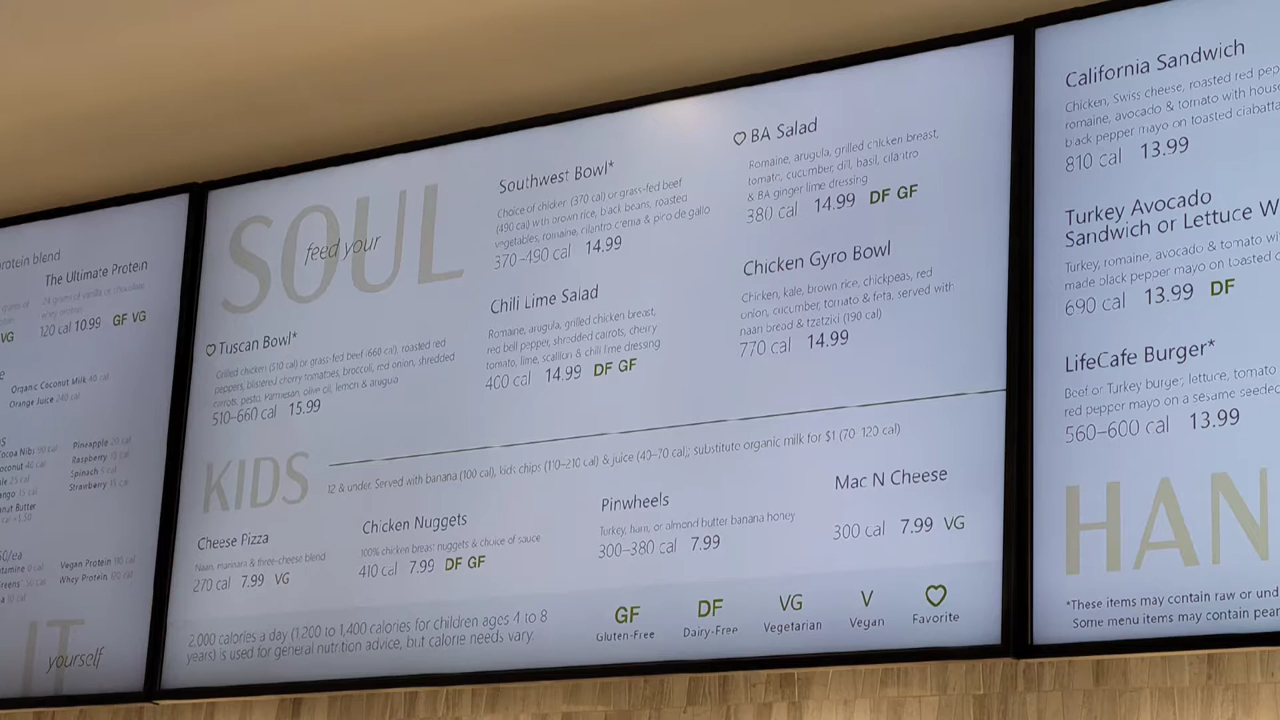 protein blend
The Ultimate Protein
24 grams of vanilla or chocolate
whey protein
VG
120 cal 10.99 GF VG
Organic Coconut Milk 40 cal
Orange Juice 240 cal
Cocoa Nibs
Pineapple 20 cal
Raspberry
Spinach 5 cal
Strawberry 15 cal
+1.50
Vegan Protein 110 cal
Whey Protein
IT
yourself
SOUL
feed your
♡ Tuscan Bowl*
Grilled chicken (510 cal) or grass-fed beef (660 cal), roasted red
peppers, blistered cherry tomatoes, broccoli, red onion, shredded
carrots, pesto, Parmesan, olive oil, lemon & arugula
510–660 cal 15.99
Southwest Bowl*
Choice of chicken (370 cal) or grass-fed beef
(490 cal) with brown rice, black beans, roasted
vegetables, romaine, cilantro crema & pico de gallo
370–490 cal 14.99
Chili Lime Salad
Romaine, arugula, grilled chicken breast,
red bell pepper, shredded carrots, cherry
tomato, lime, scallion & chili lime dressing
400 cal 14.99 DF GF
♡ BA Salad
Romaine, arugula, grilled chicken breast,
tomato, cucumber, dill, basil, cilantro
& BA ginger lime dressing
380 cal 14.99 DF GF
Chicken Gyro Bowl
Chicken, kale, brown rice, chickpeas, red
onion, cucumber, tomato & feta, served with
naan bread & tzatziki (190 cal)
770 cal 14.99
KIDS
12 & under. Served with banana (100 cal), kids chips (110–210 cal) & juice (40–70 cal); substitute organic milk for $1 (70–120 cal)
Cheese Pizza
Naan, marinara & three-cheese blend
270 cal 7.99 VG
Chicken Nuggets
100% chicken breast nuggets & choice of sauce
410 cal 7.99 DF GF
Pinwheels
Turkey, ham, or almond butter banana honey
300–380 cal 7.99
Mac N Cheese
300 cal 7.99 VG
2,000 calories a day (1,200 to 1,400 calories for children ages 4 to 8
years) is used for general nutrition advice, but calorie needs vary.
GF
Gluten-Free
DF
Dairy-Free
VG
Vegetarian
V
Vegan
♡
Favorite
California Sandwich
Chicken, Swiss cheese, roasted red pep
romaine, avocado & tomato with hous
black pepper mayo on toasted ciabatta
810 cal 13.99
Turkey Avocado
Sandwich or Lettuce W
Turkey, romaine, avocado & tomato wi
made black pepper mayo on toasted c
690 cal 13.99 DF
LifeCafe Burger*
Beef or Turkey burger, lettuce, tomato
red pepper mayo on a sesame seeded
560–600 cal 13.99
HAN
*These items may contain raw or und
Some menu items may contain pear